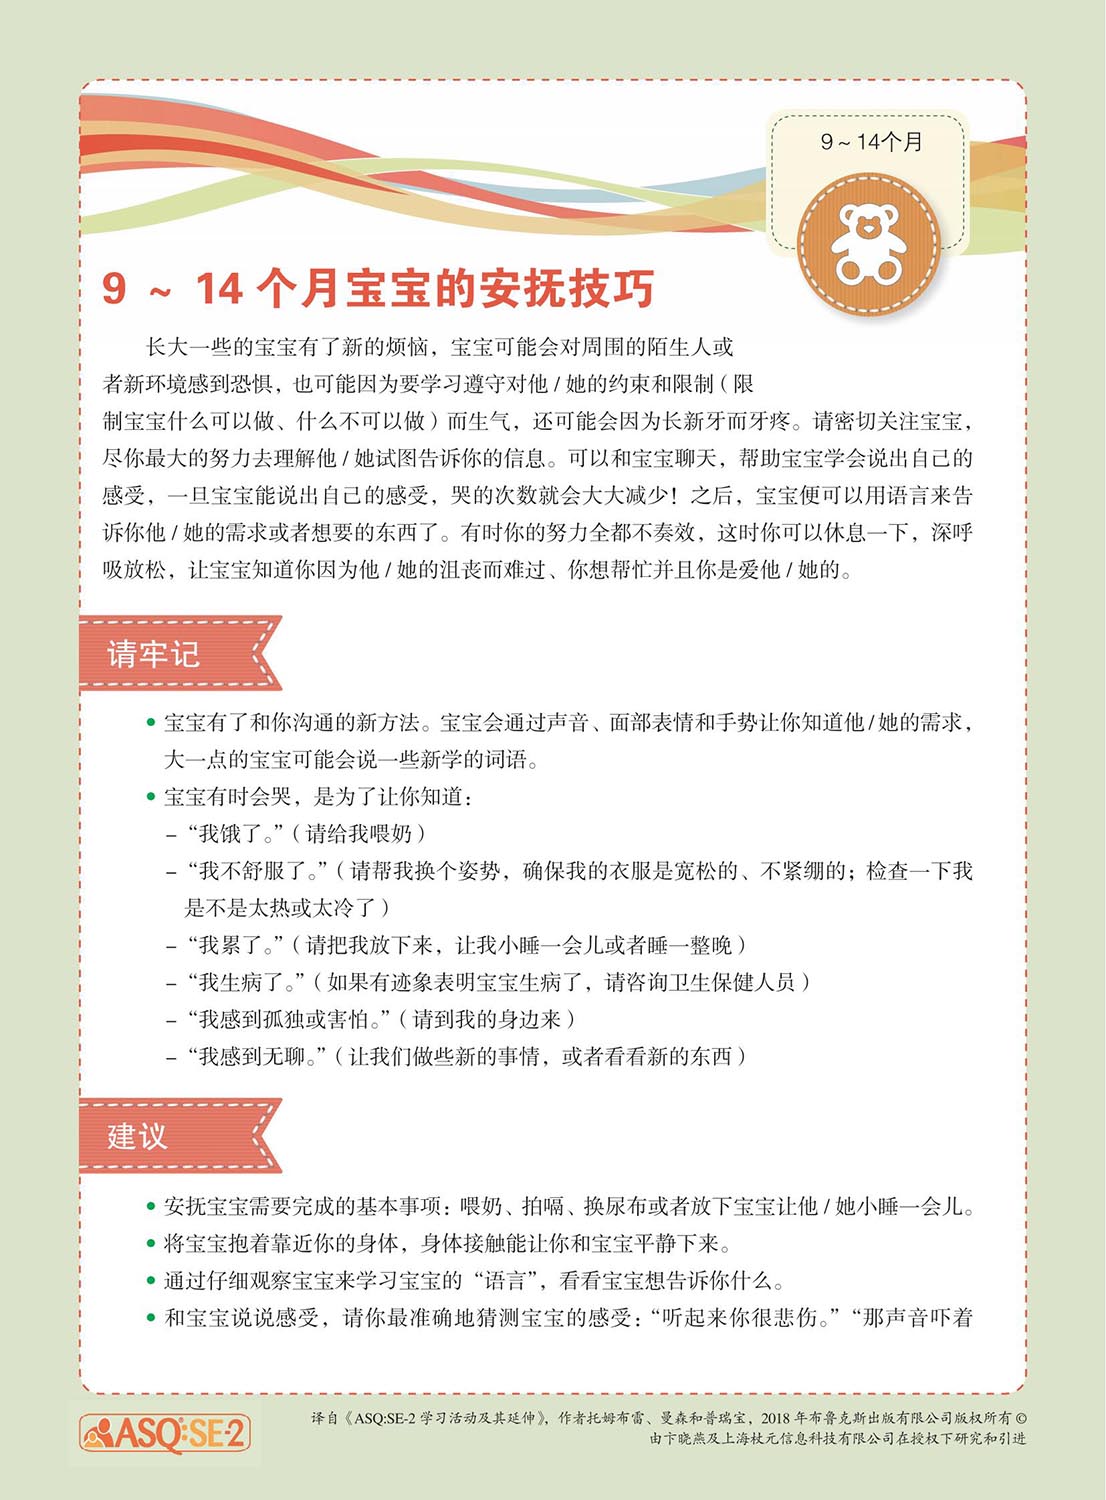 9~14个月
9 ~ 14 个月宝宝的安抚技巧
长大一些的宝宝有了新的烦恼，宝宝可能会对周围的陌生人或
者新环境感到恐惧，也可能因为要学习遵守对他 / 她的约束和限制（限
制宝宝什么可以做、什么不可以做）而生气，还可能会因为长新牙而牙疼。请密切关注宝宝，
尽你最大的努力去理解他 / 她试图告诉你的信息。可以和宝宝聊天，帮助宝宝学会说出自己的
感受，一旦宝宝能说出自己的感受，哭的次数就会大大减少！之后，宝宝便可以用语言来告
诉你他 / 她的需求或者想要的东西了。有时你的努力全都不奏效，这时你可以休息一下，深呼
吸放松，让宝宝知道你因为他 / 她的沮丧而难过、你想帮忙并且你是爱他 / 她的。
请牢记
• 宝宝有了和你沟通的新方法。宝宝会通过声音、面部表情和手势让你知道他 / 她的需求，
大一点的宝宝可能会说一些新学的词语。
• 宝宝有时会哭，是为了让你知道：
– “我饿了。”（请给我喂奶）
– “我不舒服了。”（请帮我换个姿势，确保我的衣服是宽松的、不紧绷的；检查一下我
是不是太热或太冷了）
– “我累了。”（请把我放下来，让我小睡一会儿或者睡一整晚）
– “我生病了。”（如果有迹象表明宝宝生病了，请咨询卫生保健人员）
– “我感到孤独或害怕。”（请到我的身边来）
– “我感到无聊。”（让我们做些新的事情，或者看看新的东西）
建议
• 安抚宝宝需要完成的基本事项：喂奶、拍嗝、换尿布或者放下宝宝让他 / 她小睡一会儿。
• 将宝宝抱着靠近你的身体，身体接触能让你和宝宝平静下来。
• 通过仔细观察宝宝来学习宝宝的“语言”，看看宝宝想告诉你什么。
• 和宝宝说说感受，请你最准确地猜测宝宝的感受：“听起来你很悲伤。”“那声音吓着
ASQ:SE-2
译自《ASQ:SE-2 学习活动及其延伸》，作者托姆布雷、曼森和普瑞宝，2018 年布鲁克斯出版有限公司版权所有 ©
由卞晓燕及上海杖元信息科技有限公司在授权下研究和引进